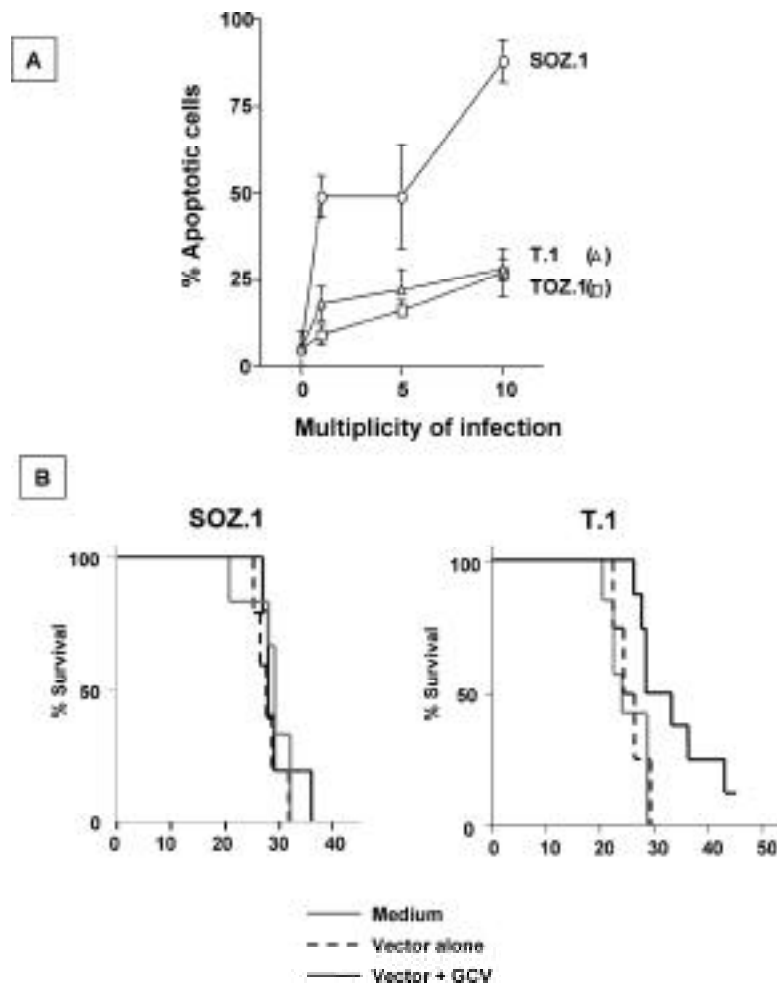 A
100
75
50
25
0
% Apoptotic cells
SOZ.1
T.1 (△)
TOZ.1(□)
0 5 10
Multiplicity of infection
B
SOZ.1
T.1
100
50
0
% Survival
0 10 20 30 40
100
50
0
% Survival
0 10 20 30 40 50
Medium
Vector alone
Vector + GCV